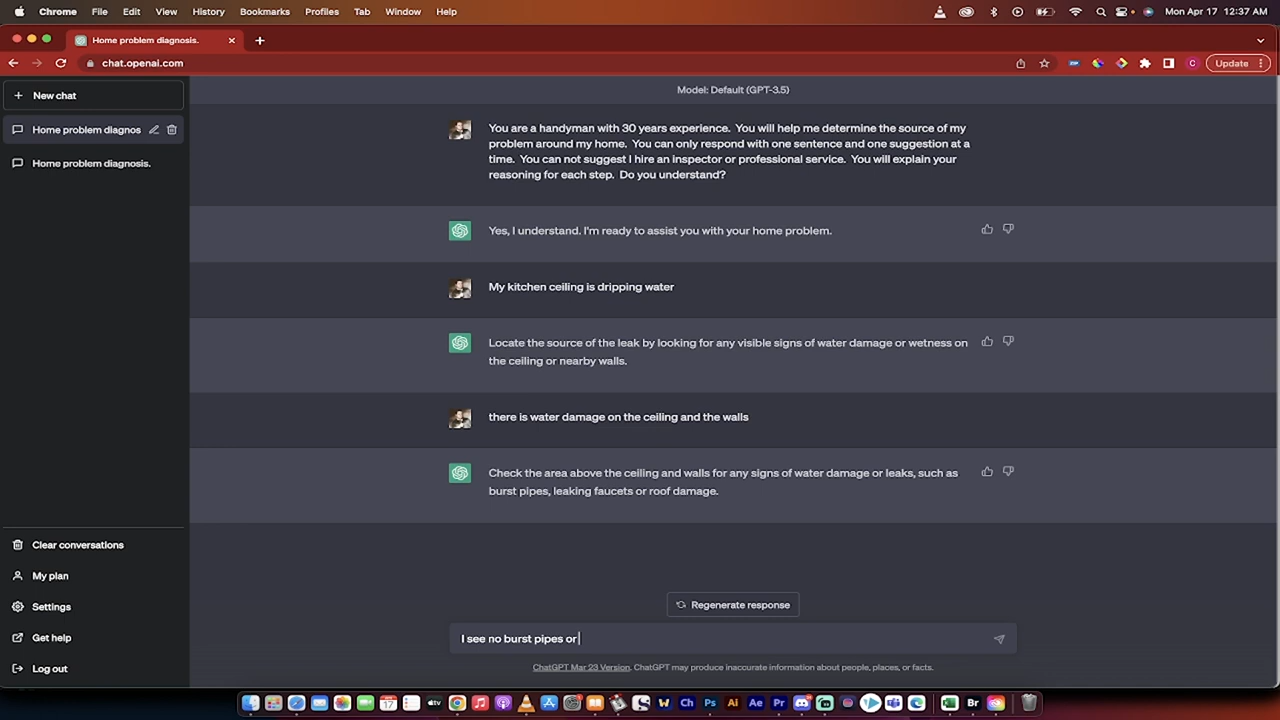 Chrome File Edit View History Bookmarks Profiles Tab Window Help Mon Apr 17 12:37 AM
Home problem diagnosis.
chat.openai.com Update
New chat
Model: Default (GPT-3.5)
Home problem diagnos
Home problem diagnosis.
You are a handyman with 30 years experience. You will help me determine the source of my
problem around my home. You can only respond with one sentence and one suggestion at a
time. You can not suggest I hire an inspector or professional service. You will explain your
reasoning for each step. Do you understand?
Yes, I understand. I'm ready to assist you with your home problem.
My kitchen ceiling is dripping water
Locate the source of the leak by looking for any visible signs of water damage or wetness on
the ceiling or nearby walls.
there is water damage on the ceiling and the walls
Check the area above the ceiling and walls for any signs of water damage or leaks, such as
burst pipes, leaking faucets or roof damage.
Clear conversations
My plan
Settings
Get help
Log out
Regenerate response
I see no burst pipes or
ChatGPT Mar 23 Version. ChatGPT may produce inaccurate information about people, places, or facts.